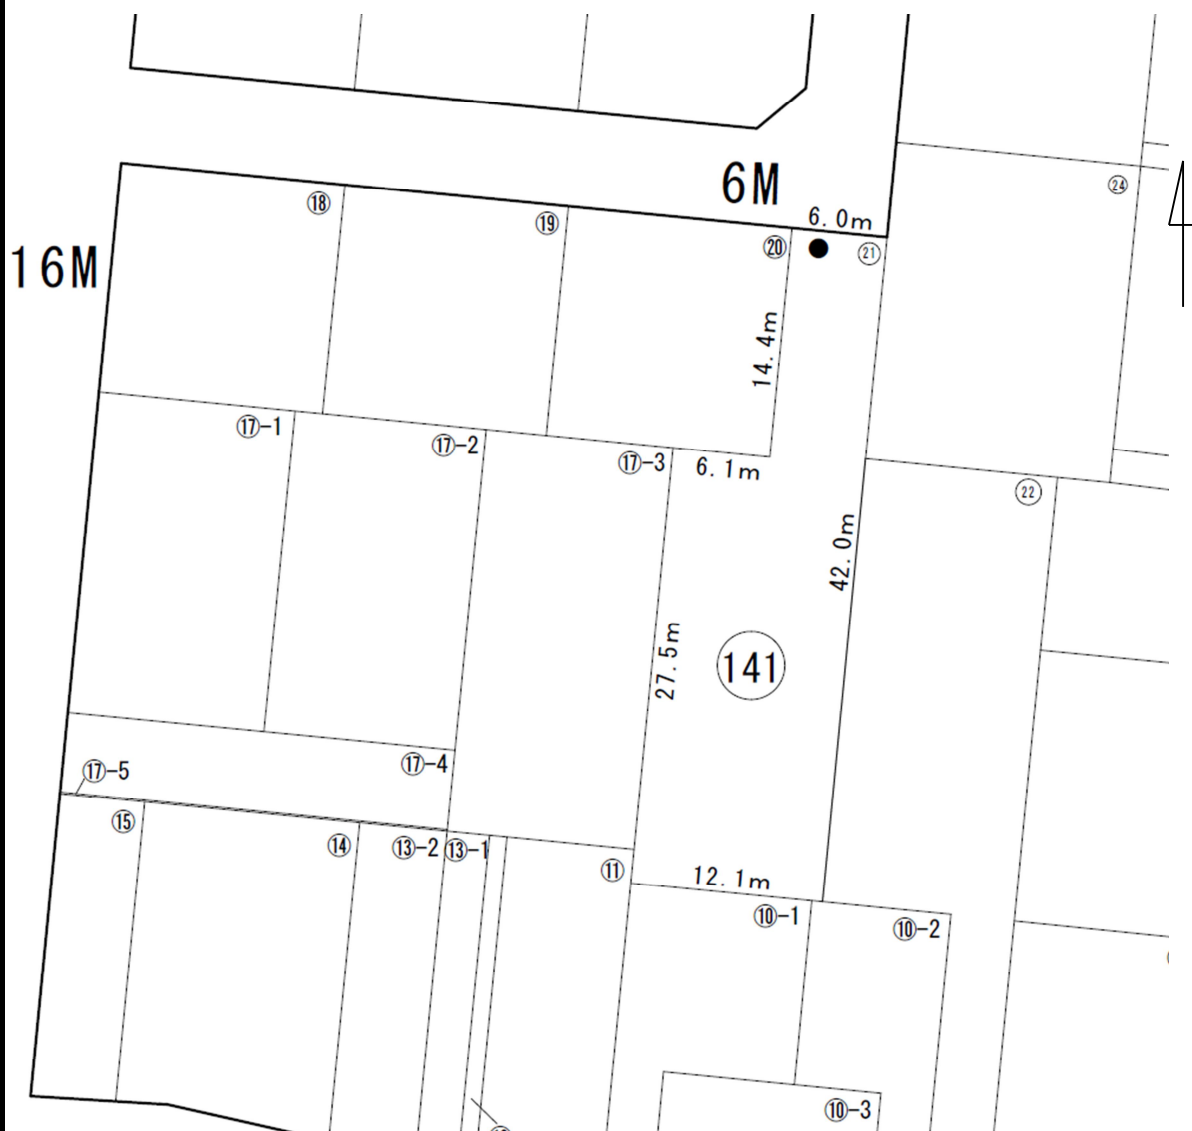 6M
⑱
㉔
⑲
6.0m
⑳
㉑
16M
14.4m
⑰-1
⑰-2
⑰-3
6.1m
㉒
42.0m
27.5m
141
⑰-4
⑰-5
⑮
⑭
⑬-2
⑬-1
⑪
12.1m
⑩-1
⑩-2
⑩-3